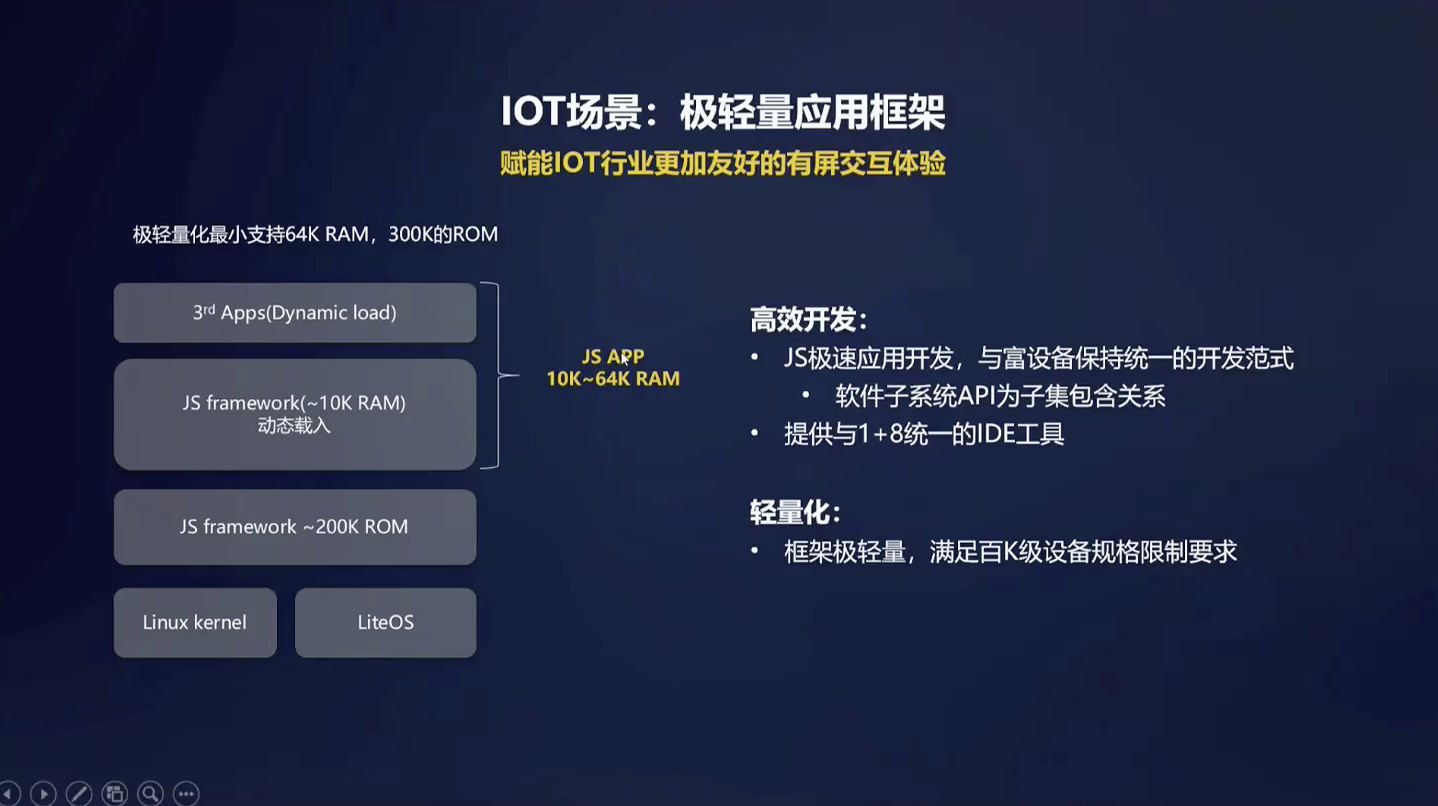 IOT场景：极轻量应用框架
赋能IOT行业更加友好的有屏交互体验
极轻量化最小支持64K RAM，300K的ROM
3rd Apps(Dynamic load)
JS framework(~10K RAM)
动态载入
JS framework ~200K ROM
Linux kernel
LiteOS
JS APP
10K~64K RAM
高效开发：
• JS极速应用开发，与富设备保持统一的开发范式
• 软件子系统API为子集包含关系
• 提供与1+8统一的IDE工具
轻量化：
• 框架极轻量，满足百K级设备规格限制要求